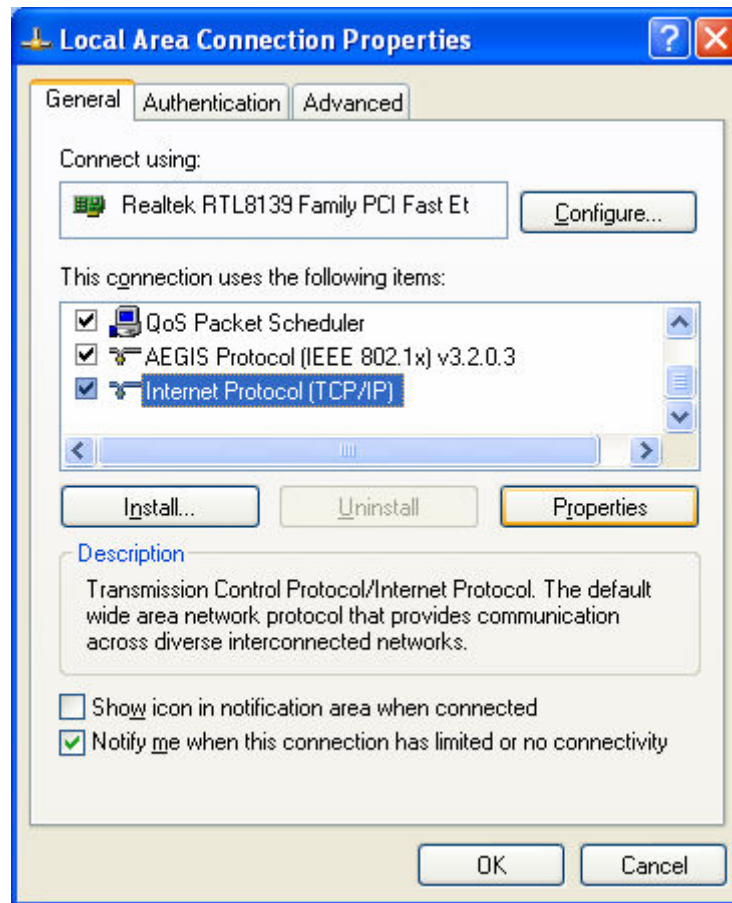 Local Area Connection Properties
General Authentication Advanced
Connect using:
Realtek RTL8139 Family PCI Fast Et
Configure...
This connection uses the following items:
QoS Packet Scheduler
AEGIS Protocol (IEEE 802.1x) v3.2.0.3
Internet Protocol (TCP/IP)
Install... Uninstall Properties
Description
Transmission Control Protocol/Internet Protocol. The default
wide area network protocol that provides communication
across diverse interconnected networks.
Show icon in notification area when connected
Notify me when this connection has limited or no connectivity
OK Cancel